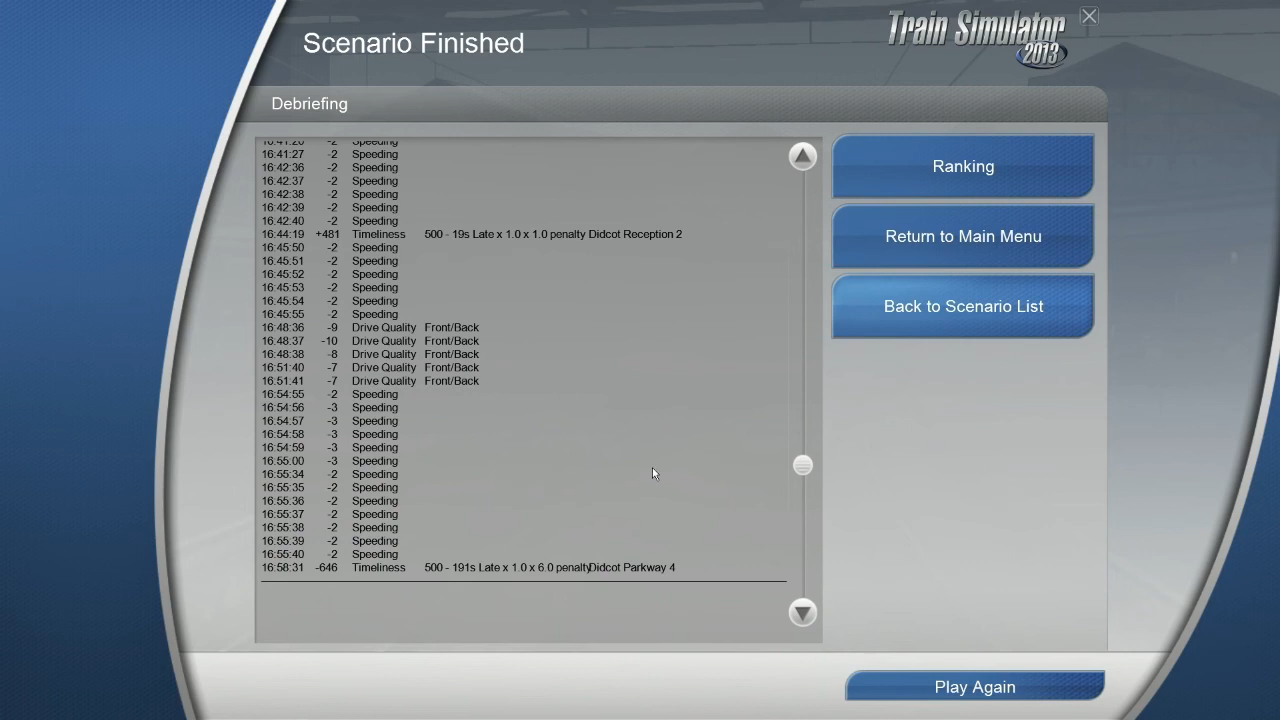 Train Simulator
2013
Scenario Finished
Debriefing
16:41:20 -2 Speeding
16:41:27 -2 Speeding
16:42:36 -2 Speeding
16:42:37 -2 Speeding
16:42:38 -2 Speeding
16:42:39 -2 Speeding
16:42:40 -2 Speeding
16:44:19 +481 Timeliness 500 - 19s Late x 1.0 x 1.0 penalty Didcot Reception 2
16:45:50 -2 Speeding
16:45:51 -2 Speeding
16:45:52 -2 Speeding
16:45:53 -2 Speeding
16:45:54 -2 Speeding
16:45:55 -2 Speeding
16:48:36 -9 Drive Quality Front/Back
16:48:37 -10 Drive Quality Front/Back
16:48:38 -8 Drive Quality Front/Back
16:51:40 -7 Drive Quality Front/Back
16:51:41 -7 Drive Quality Front/Back
16:54:55 -2 Speeding
16:54:56 -3 Speeding
16:54:57 -3 Speeding
16:54:58 -3 Speeding
16:54:59 -3 Speeding
16:55:00 -3 Speeding
16:55:34 -2 Speeding
16:55:35 -2 Speeding
16:55:36 -2 Speeding
16:55:37 -2 Speeding
16:55:38 -2 Speeding
16:55:39 -2 Speeding
16:55:40 -2 Speeding
16:58:31 -646 Timeliness 500 - 191s Late x 1.0 x 6.0 penalty Didcot Parkway 4
Ranking
Return to Main Menu
Back to Scenario List
Play Again